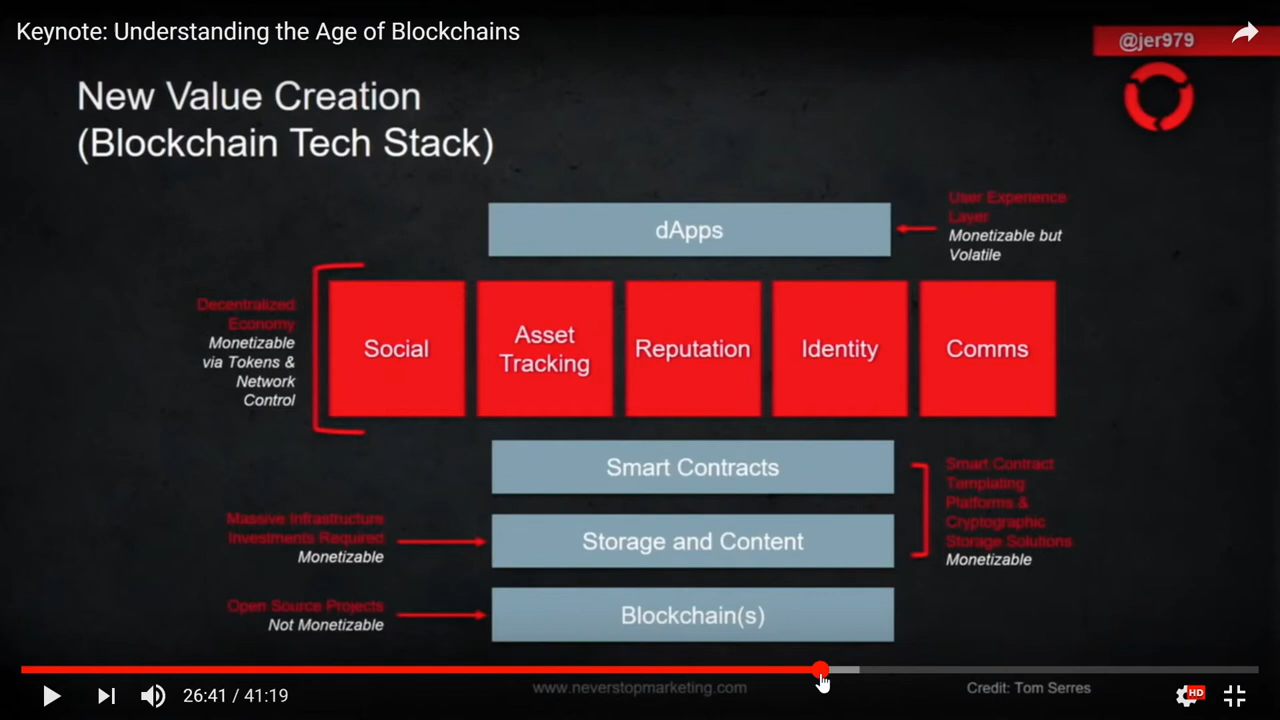 Keynote: Understanding the Age of Blockchains
@jer979
New Value Creation
(Blockchain Tech Stack)
dApps
User Experience
Layer
Monetizable but
Volatile
Decentralized
Economy
Monetizable
via Tokens &
Network
Control
Social
Asset
Tracking
Reputation
Identity
Comms
Smart Contracts
Smart Contract
Templating
Platforms &
Cryptographic
Storage Solutions
Monetizable
Massive Infrastructure
Investments Required
Monetizable
Storage and Content
Open Source Projects
Not Monetizable
Blockchain(s)
26:41 / 41:19
www.neverstopmarketing.com
Credit: Tom Serres
HD